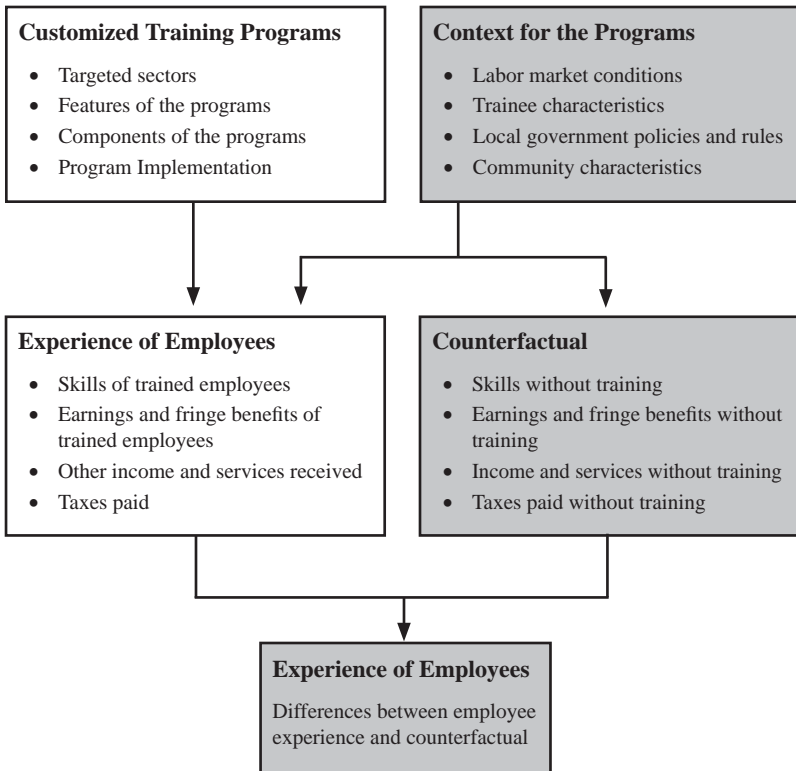 Customized Training Programs
• Targeted sectors
• Features of the programs
• Components of the programs
• Program Implementation
Context for the Programs
• Labor market conditions
• Trainee characteristics
• Local government policies and rules
• Community characteristics
Experience of Employees
• Skills of trained employees
• Earnings and fringe benefits of
trained employees
• Other income and services received
• Taxes paid
Counterfactual
• Skills without training
• Earnings and fringe benefits without
training
• Income and services without training
• Taxes paid without training
Experience of Employees
Differences between employee
experience and counterfactual